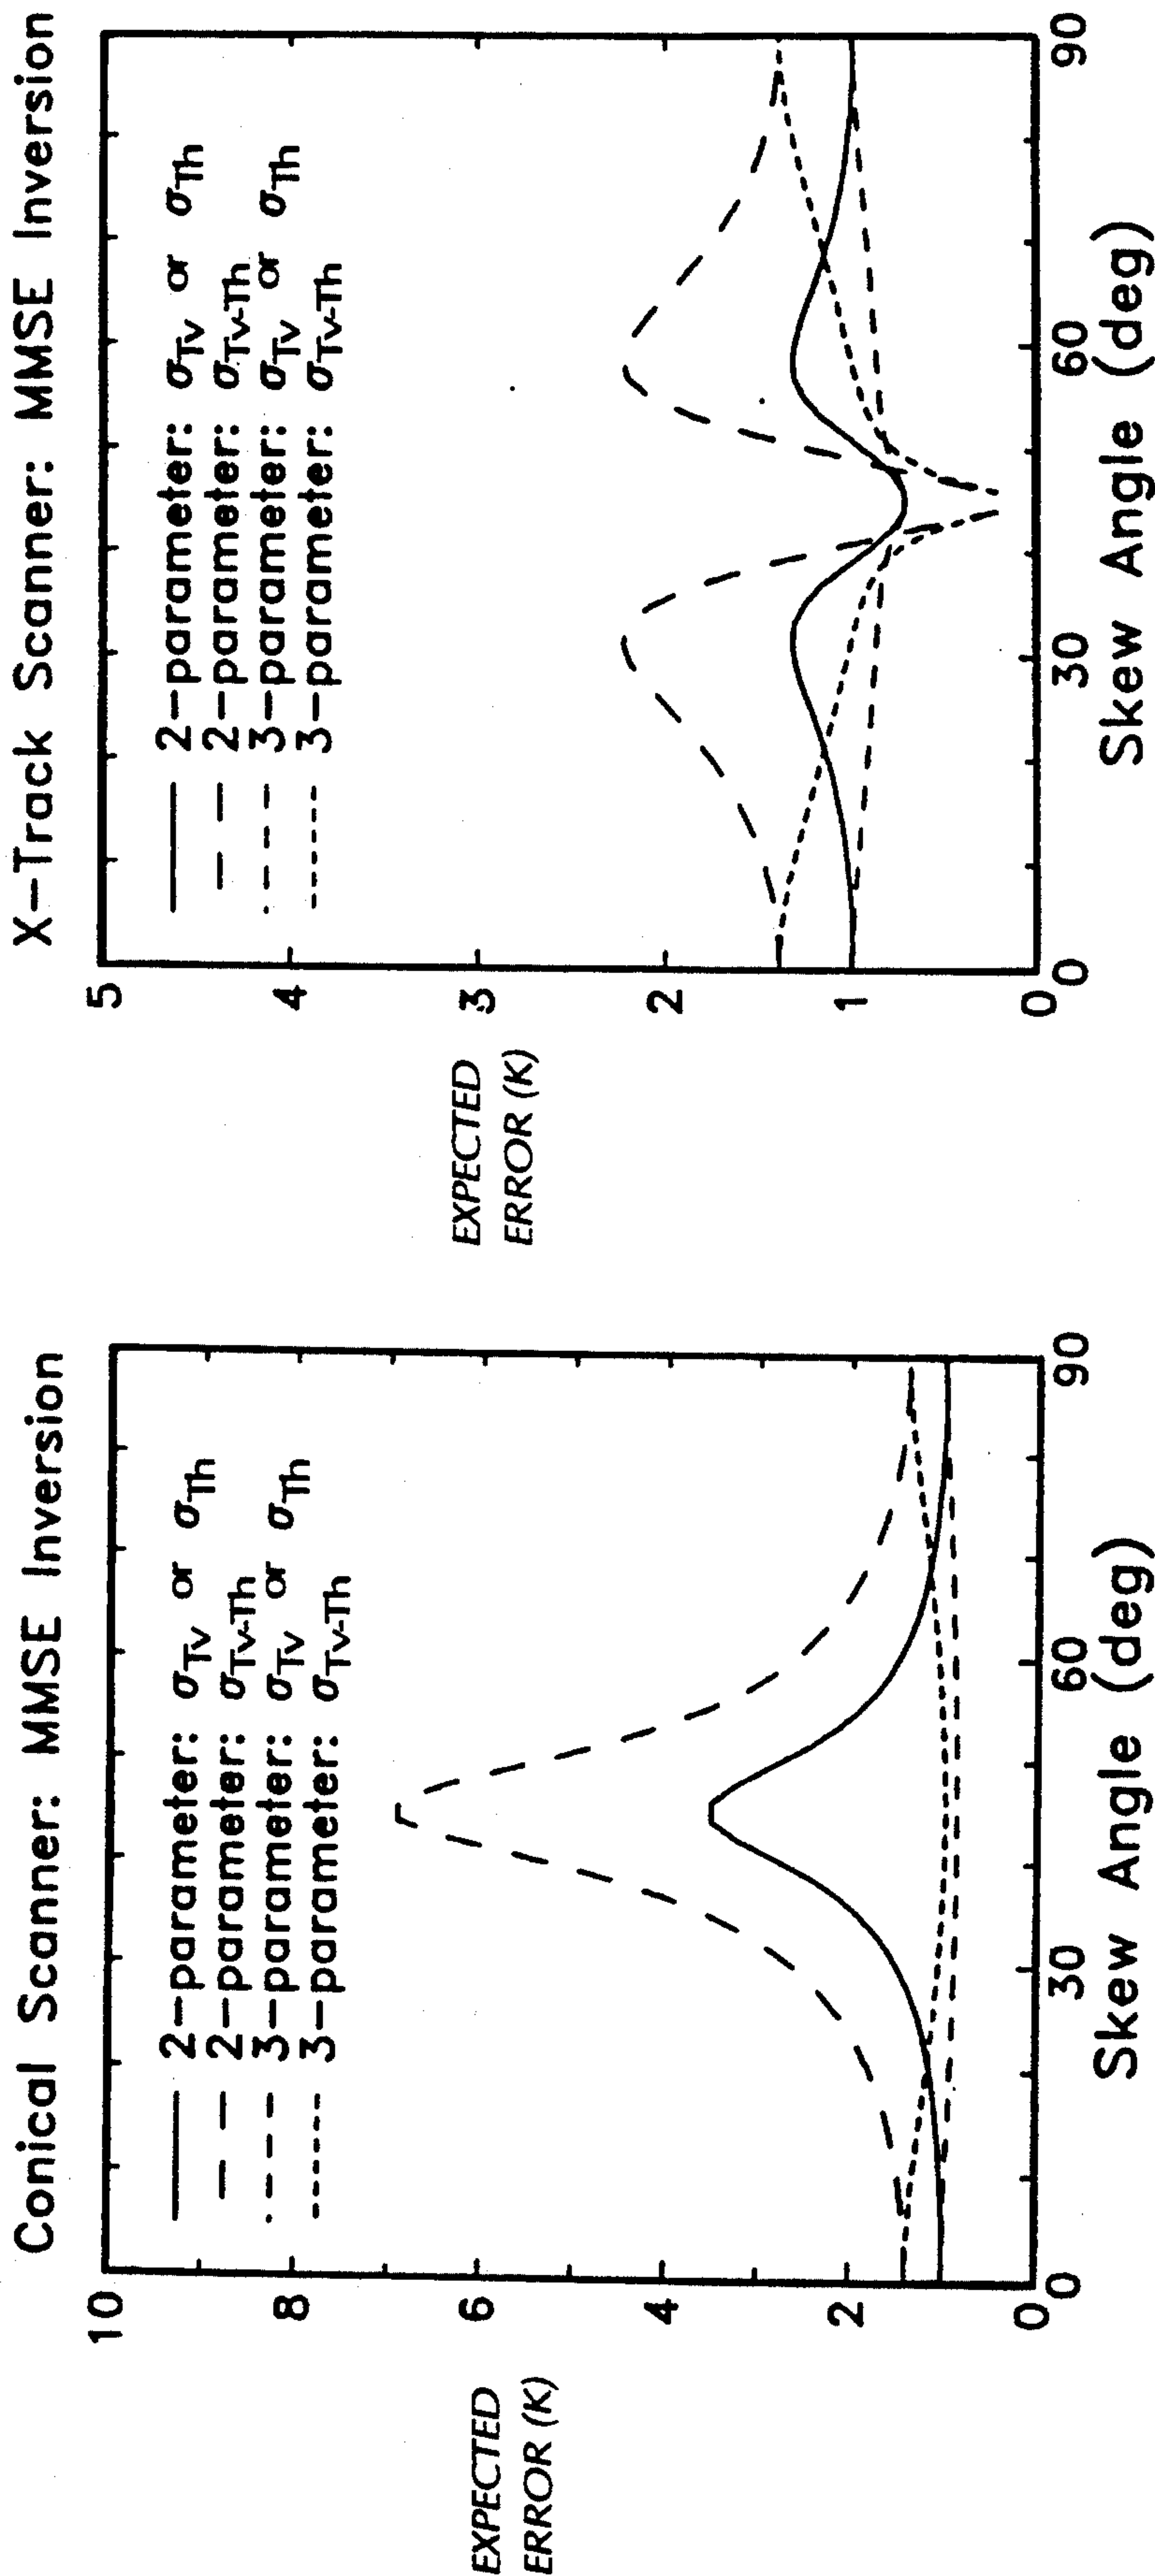 Conical Scanner: MMSE Inversion
2-parameter: σTv or σTh
2-parameter: σTv-Th
3-parameter: σTv or σTh
3-parameter: σTv-Th
EXPECTED
ERROR (K)
10
8
6
4
2
0
0 30 60 90
Skew Angle (deg)
X-Track Scanner: MMSE Inversion
2-parameter: σTv or σTh
2-parameter: σTv-Th
3-parameter: σTv or σTh
3-parameter: σTv-Th
EXPECTED
ERROR (K)
5
4
3
2
1
0
0 30 60 90
Skew Angle (deg)